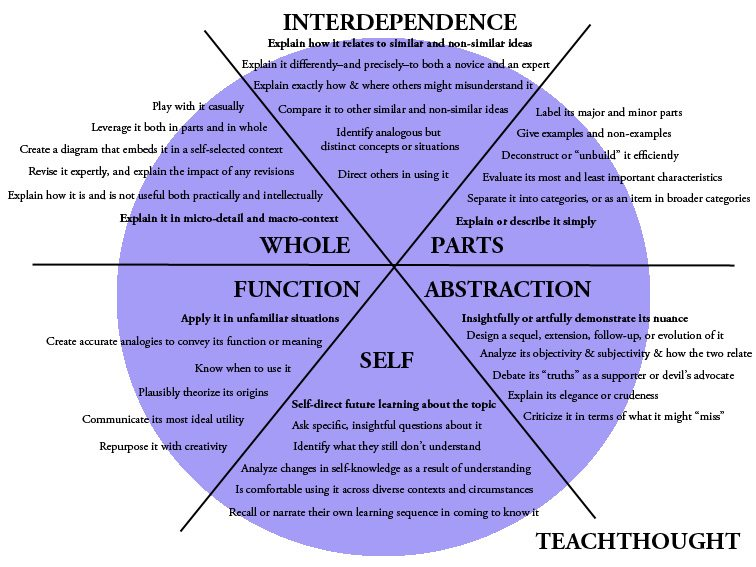 INTERDEPENDENCE
Explain how it relates to similar and non-similar ideas
Explain it differently–and precisely–to both a novice and an expert
Explain exactly how & where others might misunderstand it
Compare it to other similar and non-similar ideas
Identify analogous but
distinct concepts or situations
Direct others in using it
Play with it casually
Leverage it both in parts and in whole
Create a diagram that embeds it in a self-selected context
Revise it expertly, and explain the impact of any revisions
Explain how it is and is not useful both practically and intellectually
Explain it in micro-detail and macro-context
WHOLE
Label its major and minor parts
Give examples and non-examples
Deconstruct or “unbuild” it efficiently
Evaluate its most and least important characteristics
Separate it into categories, or as an item in broader categories
Explain or describe it simply
PARTS
FUNCTION
Apply it in unfamiliar situations
Create accurate analogies to convey its function or meaning
Know when to use it
Plausibly theorize its origins
Communicate its most ideal utility
Repurpose it with creativity
ABSTRACTION
Insightfully or artfully demonstrate its nuance
Design a sequel, extension, follow-up, or evolution of it
Analyze its objectivity & subjectivity & how the two relate
Debate its “truths” as a supporter or devil’s advocate
Explain its elegance or crudeness
Criticize it in terms of what it might “miss”
SELF
Self-direct future learning about the topic
Ask specific, insightful questions about it
Identify what they still don’t understand
Analyze changes in self-knowledge as a result of understanding
Is comfortable using it across diverse contexts and circumstances
Recall or narrate their own learning sequence in coming to know it
TEACHTHOUGHT